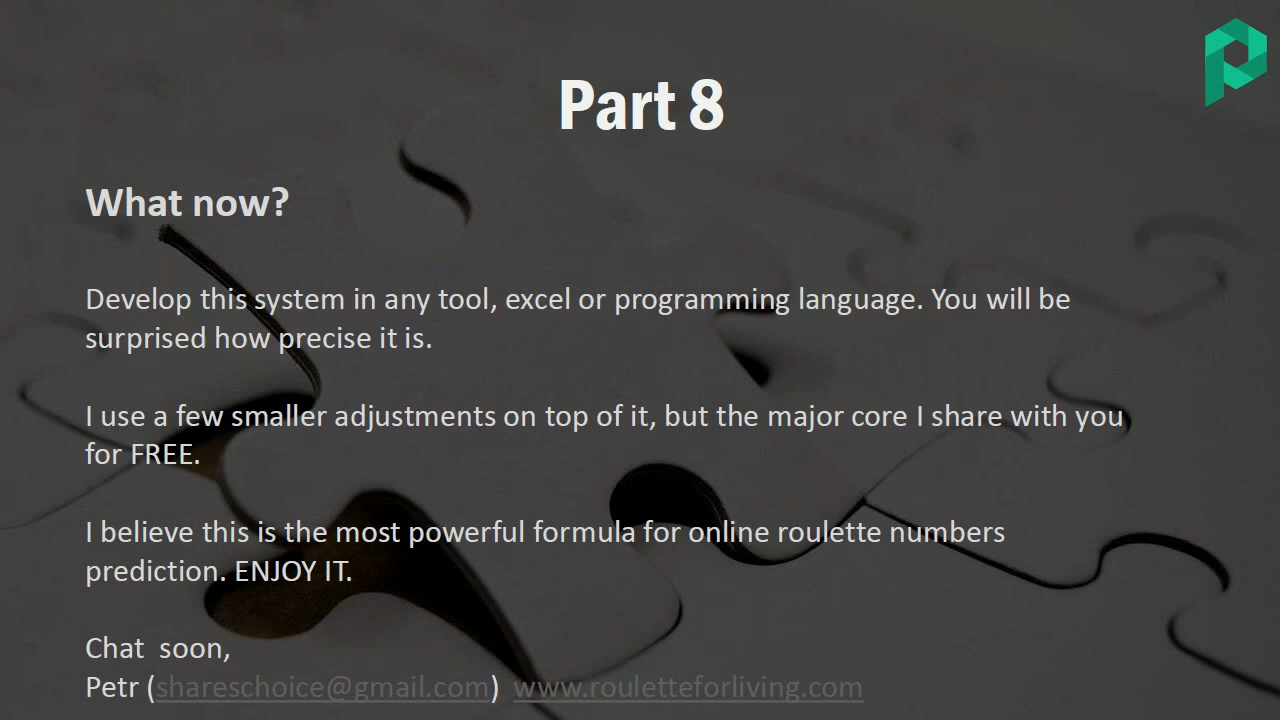 Part 8
What now?
Develop this system in any tool, excel or programming language. You will be
surprised how precise it is.
I use a few smaller adjustments on top of it, but the major core I share with you
for FREE.
I believe this is the most powerful formula for online roulette numbers
prediction. ENJOY IT.
Chat  soon,
Petr (shareschoice@gmail.com)  www.rouletteforliving.com